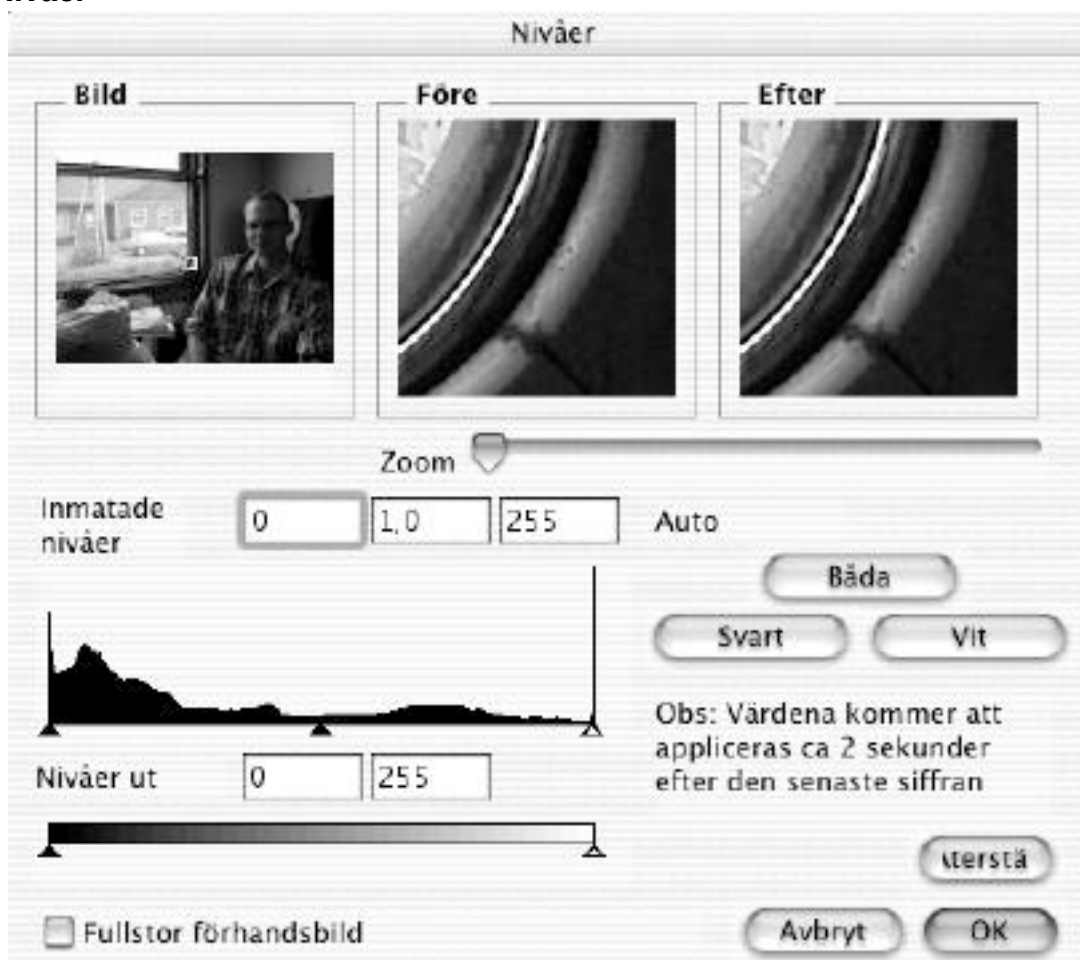 Nivåer
Bild
Före
Efter
Zoom
Inmatade
nivåer
0
1,0
255
Auto
Båda
Svart
Vit
Obs: Värdena kommer att
appliceras ca 2 sekunder
efter den senaste siffran
Nivåer ut
0
255
Fullstor förhandsbild
Avbryt
OK